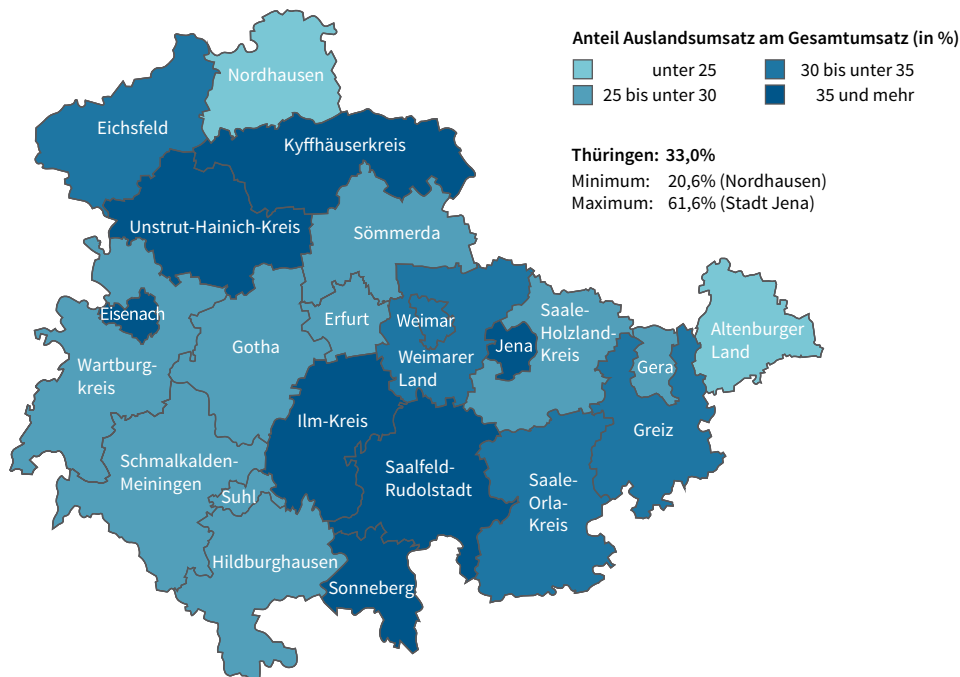 Anteil Auslandsumsatz am Gesamtumsatz (in %)
unter 25
30 bis unter 35
25 bis unter 30
35 und mehr
Thüringen: 33,0%
Minimum: 20,6% (Nordhausen)
Maximum: 61,6% (Stadt Jena)
Nordhausen
Eichsfeld
Kyffhäuserkreis
Unstrut-Hainich-Kreis
Sömmerda
Eisenach
Wartburg-
kreis
Gotha
Erfurt
Weimar
Weimarer
Land
Jena
Saale-
Holzland-
Kreis
Gera
Altenburger
Land
Greiz
Ilm-Kreis
Saalfeld-
Rudolstadt
Saale-
Orla-
Kreis
Schmalkalden-
Meiningen
Suhl
Hildburghausen
Sonneberg